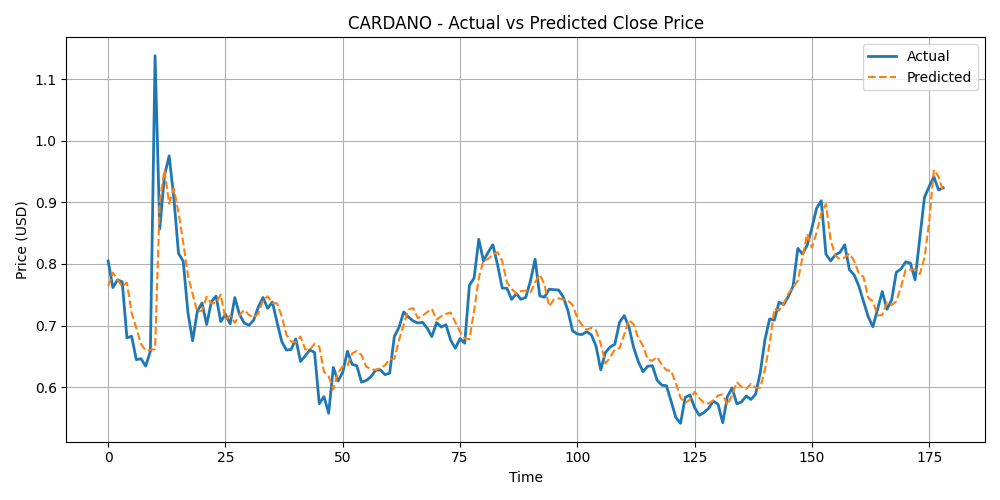 CARDANO - Actual vs Predicted Close Price
Price (USD)
1.1
1.0
0.9
0.8
0.7
0.6
Actual
Predicted
0 25 50 75 100 125 150 175
Time